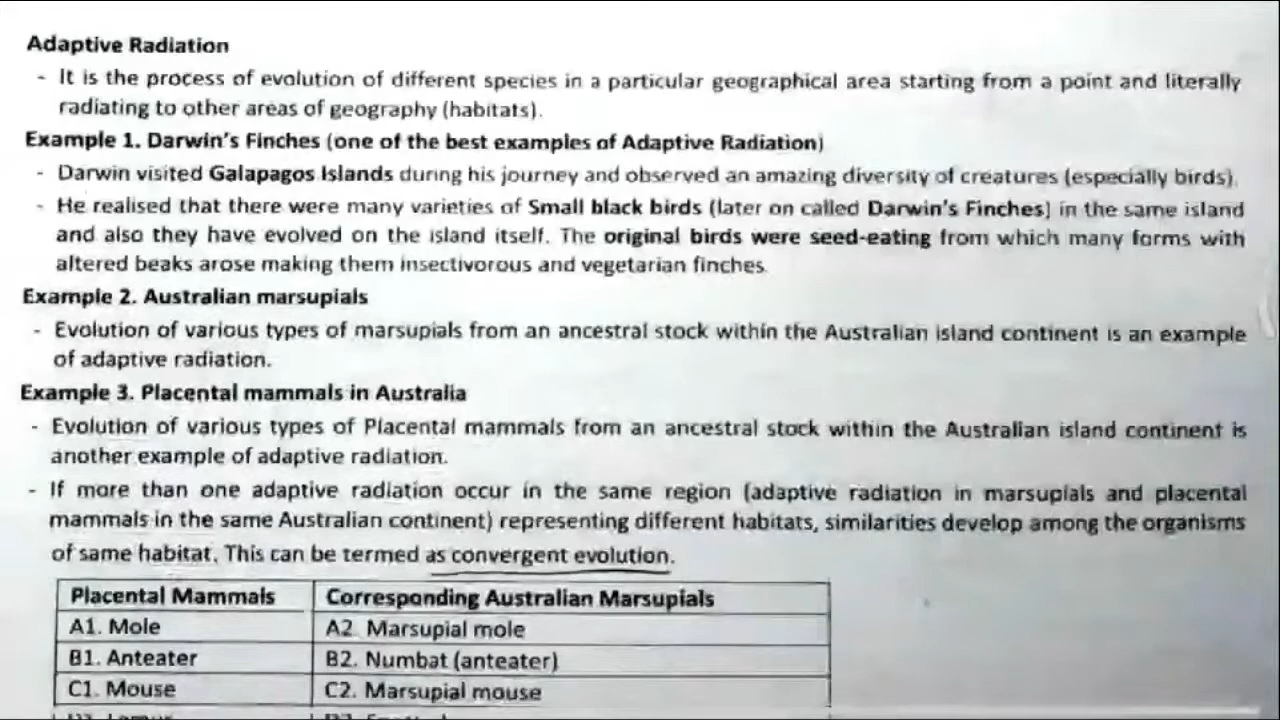 Adaptive Radiation
- It is the process of evolution of different species in a particular geographical area starting from a point and literally
radiating to other areas of geography (habitats).
Example 1. Darwin's Finches (one of the best examples of Adaptive Radiation)
- Darwin visited Galapagos Islands during his journey and observed an amazing diversity of creatures (especially birds).
- He realised that there were many varieties of Small black birds (later on called Darwin's Finches) in the same island
and also they have evolved on the island itself. The original birds were seed-eating from which many forms with
altered beaks arose making them insectivorous and vegetarian finches.
Example 2. Australian marsupials
- Evolution of various types of marsupials from an ancestral stock within the Australian island continent is an example
of adaptive radiation.
Example 3. Placental mammals in Australia
- Evolution of various types of Placental mammals from an ancestral stock within the Australian island continent is
another example of adaptive radiation.
- If more than one adaptive radiation occur in the same region (adaptive radiation in marsupials and placental
mammals in the same Australian continent) representing different habitats, similarities develop among the organisms
of same habitat. This can be termed as convergent evolution.
Placental Mammals Corresponding Australian Marsupials
A1. Mole A2. Marsupial mole
B1. Anteater B2. Numbat (anteater)
C1. Mouse C2. Marsupial mouse